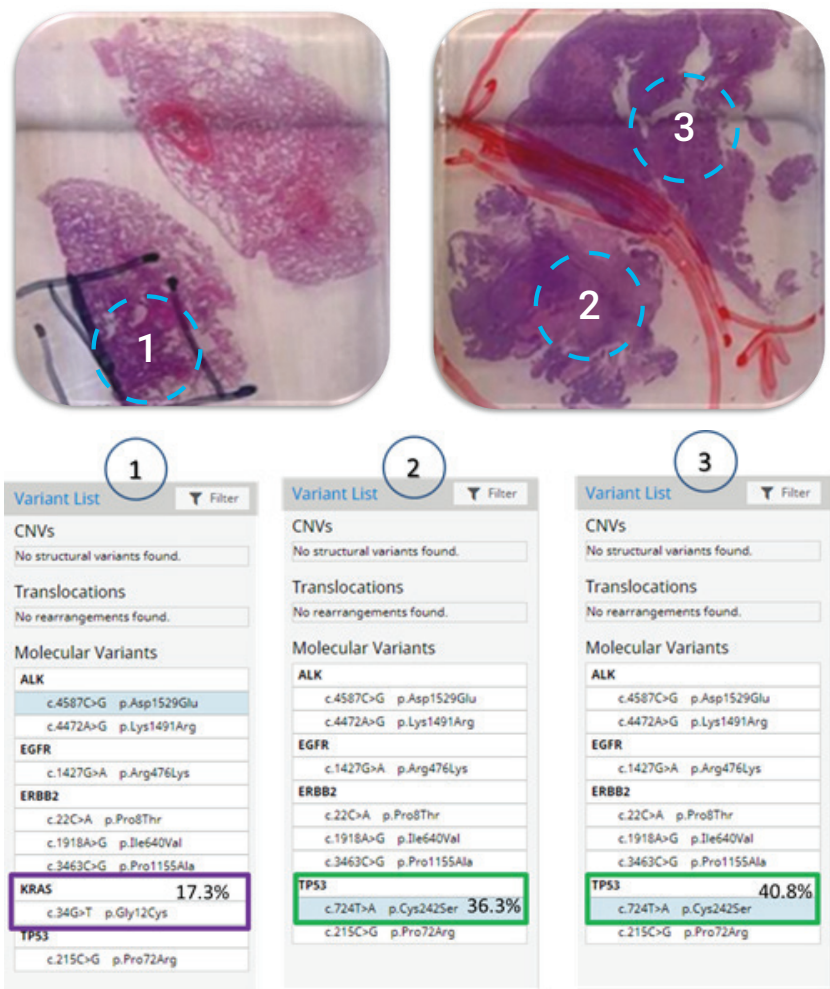 1
3
2
1
Variant List
Filter
CNVs
No structural variants found.
Translocations
No rearrangements found.
Molecular Variants
ALK
c.4587C>G p.Asp1529Glu
c.4472A>G p.Lys1491Arg
EGFR
c.1427G>A p.Arg476Lys
ERBB2
c.22C>A p.Pro8Thr
c.1918A>G p.Ile640Val
c.3463C>G p.Pro1155Ala
KRAS 17.3%
c.34G>T p.Gly12Cys
TP53
c.215C>G p.Pro72Arg
2
Variant List
Filter
CNVs
No structural variants found.
Translocations
No rearrangements found.
Molecular Variants
ALK
c.4587C>G p.Asp1529Glu
c.4472A>G p.Lys1491Arg
EGFR
c.1427G>A p.Arg476Lys
ERBB2
c.22C>A p.Pro8Thr
c.1918A>G p.Ile640Val
c.3463C>G p.Pro1155Ala
TP53
c.724T>A p.Cys242Ser 36.3%
c.215C>G p.Pro72Arg
3
Variant List
Filter
CNVs
No structural variants found.
Translocations
No rearrangements found.
Molecular Variants
ALK
c.4587C>G p.Asp1529Glu
c.4472A>G p.Lys1491Arg
EGFR
c.1427G>A p.Arg476Lys
ERBB2
c.22C>A p.Pro8Thr
c.1918A>G p.Ile640Val
c.3463C>G p.Pro1155Ala
TP53 40.8%
c.724T>A p.Cys242Ser
c.215C>G p.Pro72Arg